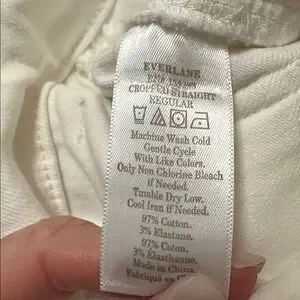 EVERLANE
CROPPED STRAIGHT
REGULAR
Machine Wash Cold
Gentle Cycle
With Like Colors.
Only Non Chlorine Bleach
if Needed.
Tumble Dry Low.
Cool Iron if Needed.
97% Cotton.
3% Elastane.
97% Coton.
3% Élasthanne.
Made in China.
Fabriqué en